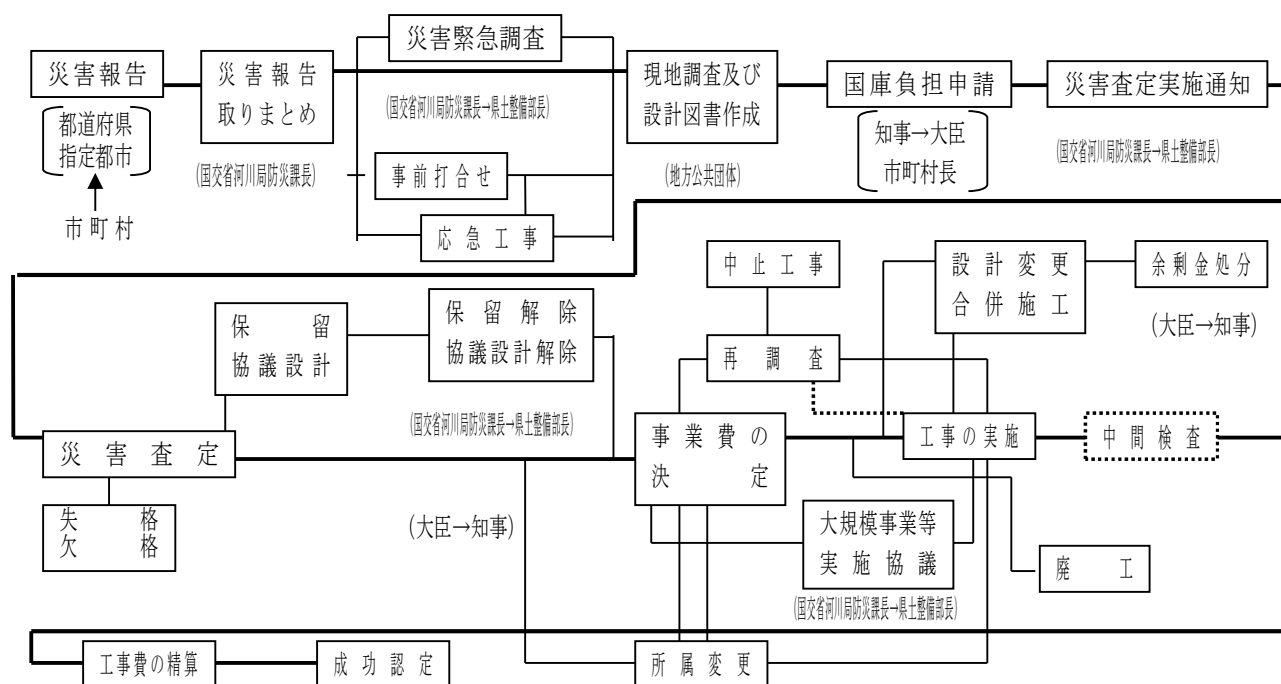 災害緊急調査
災害報告
災害報告
取りまとめ
現地調査及び
設計図書作成
国庫負担申請
災害査定実施通知
(国交省河川局防災課長→県土整備部長)
都道府県
指定都市
知事→大臣
市町村長
(国交省河川局防災課長→県土整備部長)
(国交省河川局防災課長)
事前打合せ
(地方公共団体)
市町村
応急工事
中止工事
設計変更
合併施工
余剰金処分
(大臣→知事)
保留
協議設計
保留解除
協議設計解除
再調査
(国交省河川局防災課長→県土整備部長)
災害査定
事業費の
決定
工事の実施
中間検査
失格
欠格
(大臣→知事)
大規模事業等
実施協議
廃工
(国交省河川局防災課長→県土整備部長)
工事費の精算
成功認定
所属変更